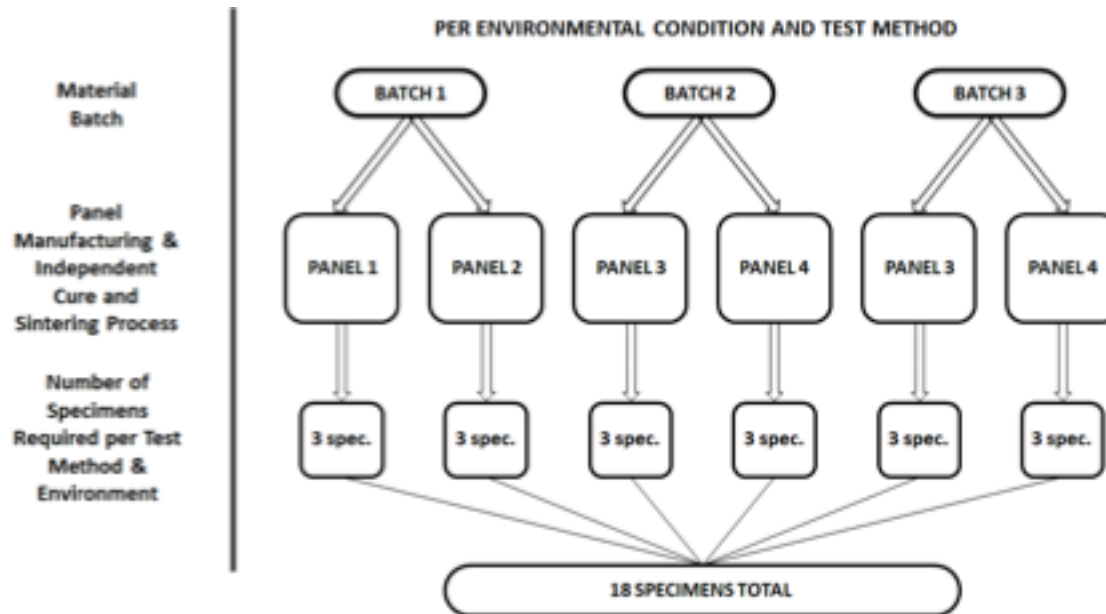 PER ENVIRONMENTAL CONDITION AND TEST METHOD
Material
Batch
BATCH 1
BATCH 2
BATCH 3
Panel
Manufacturing &
Independent
Cure and
Sintering Process
PANEL 1
PANEL 2
PANEL 3
PANEL 4
PANEL 3
PANEL 4
Number of
Specimens
Required per Test
Method &
Environment
3 spec.
3 spec.
3 spec.
3 spec.
3 spec.
3 spec.
18 SPECIMENS TOTAL